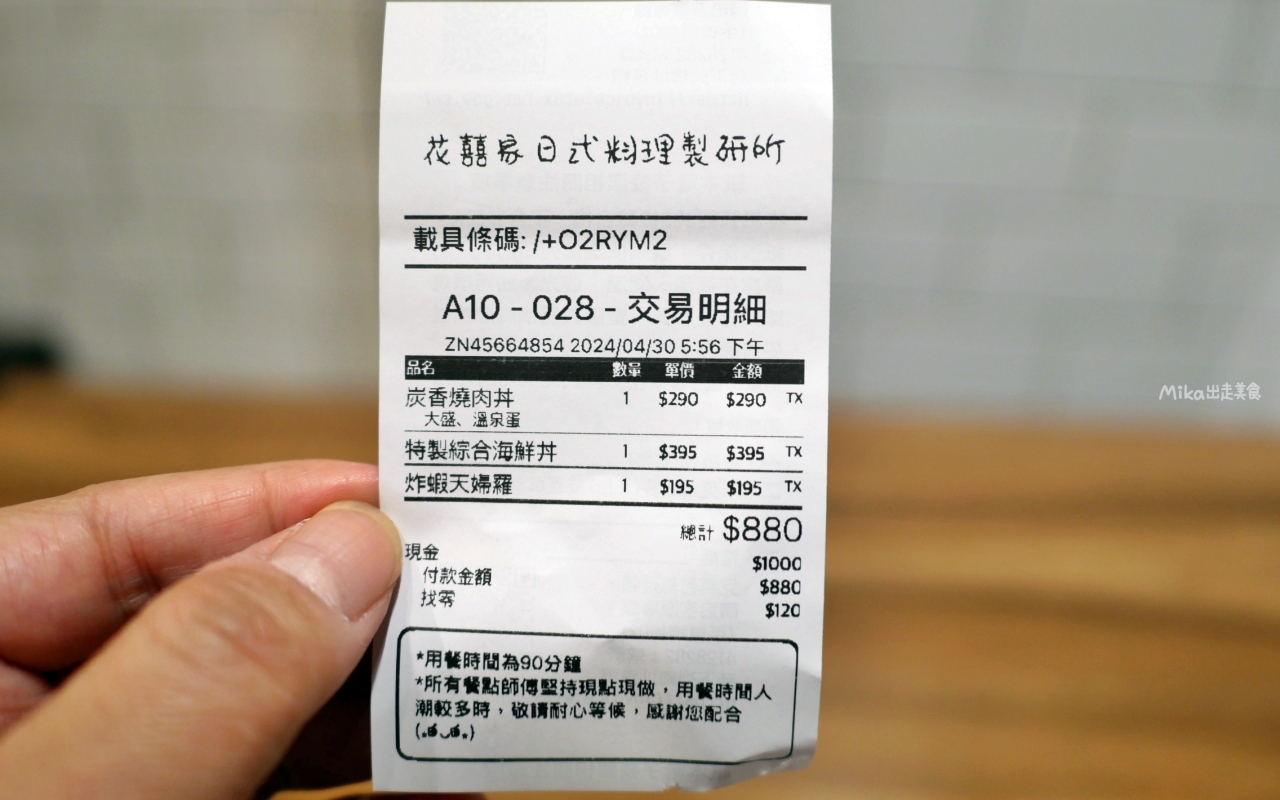 花囍家日式料理製研所
載具條碼: /+O2RYM2
A10 - 028 - 交易明細
ZN45664854 2024/04/30 5:56 下午
品名 數量 單價 金額
炭香燒肉丼 1 $290 $290 TX
大盛、溫泉蛋
特製綜合海鮮丼 1 $395 $395 TX
炸蝦天婦羅 1 $195 $195 TX
總計 $880
現金 $1000
付款金額 $880
找零 $120
*用餐時間為90分鐘
*所有餐點師傅堅持現點現做，用餐時間人
潮較多時，敬請耐心等候，感謝您配合
Mika出走美食